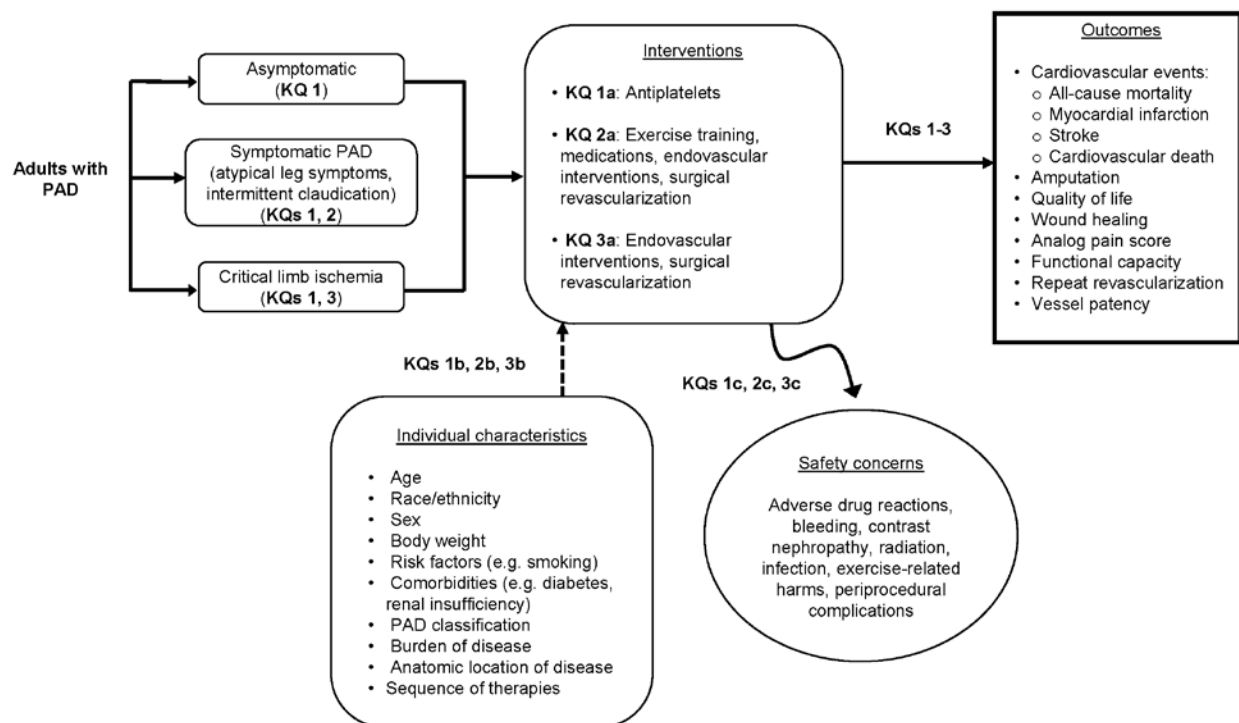 Adults with
PAD
Asymptomatic
(KQ 1)
Symptomatic PAD
(atypical leg symptoms,
intermittent claudication)
(KQs 1, 2)
Critical limb ischemia
(KQs 1, 3)
Interventions
• KQ 1a: Antiplatelets
• KQ 2a: Exercise training,
medications, endovascular
interventions, surgical
revascularization
• KQ 3a: Endovascular
interventions, surgical
revascularization
KQs 1-3
Outcomes
• Cardiovascular events:
o All-cause mortality
o Myocardial infarction
o Stroke
o Cardiovascular death
• Amputation
• Quality of life
• Wound healing
• Analog pain score
• Functional capacity
• Repeat revascularization
• Vessel patency
KQs 1b, 2b, 3b
KQs 1c, 2c, 3c
Individual characteristics
• Age
• Race/ethnicity
• Sex
• Body weight
• Risk factors (e.g. smoking)
• Comorbidities (e.g. diabetes,
renal insufficiency)
• PAD classification
• Burden of disease
• Anatomic location of disease
• Sequence of therapies
Safety concerns
Adverse drug reactions,
bleeding, contrast
nephropathy, radiation,
infection, exercise-related
harms, periprocedural
complications